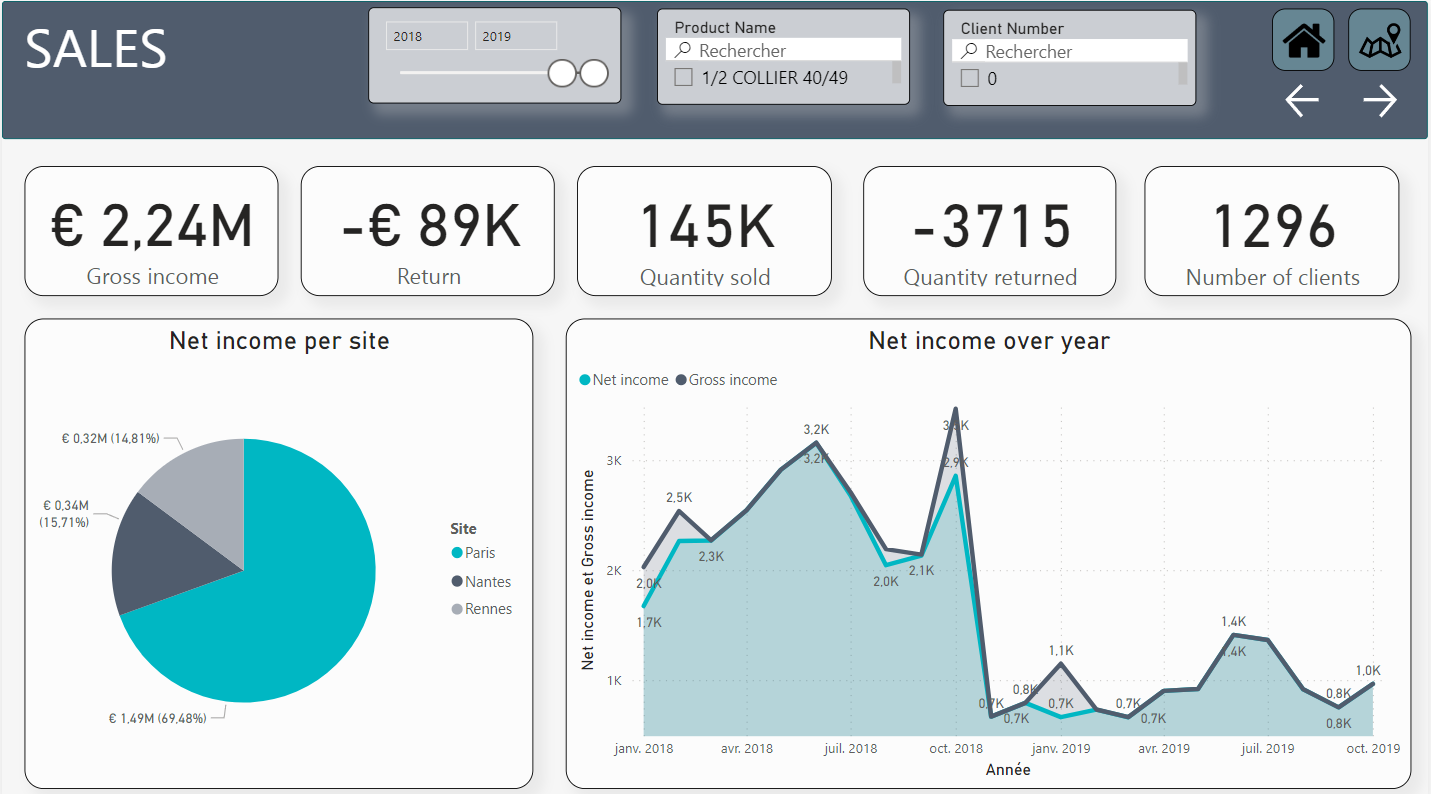 SALES
2018
2019
Product Name
Rechercher
1/2 COLLIER 40/49
Client Number
Rechercher
0
€ 2,24M
Gross income
-€ 89K
Return
145K
Quantity sold
-3715
Quantity returned
1296
Number of clients
Net income per site
€ 0,32M (14,81%)
€ 0,34M
(15,71%)
€ 1,49M (69,48%)
Site
Paris
Nantes
Rennes
Net income over year
Net income
Gross income
Net income et Gross income
3K
2K
1K
2,0K
1,7K
2,5K
2,3K
3,2K
3,2K
2,0K
2,1K
3,5K
2,9K
0,7K
0,7K
0,8K
1,1K
0,7K
0,7K
0,7K
1,4K
1,4K
0,8K
0,8K
1,0K
janv. 2018
avr. 2018
juil. 2018
oct. 2018
janv. 2019
avr. 2019
juil. 2019
oct. 2019
Année